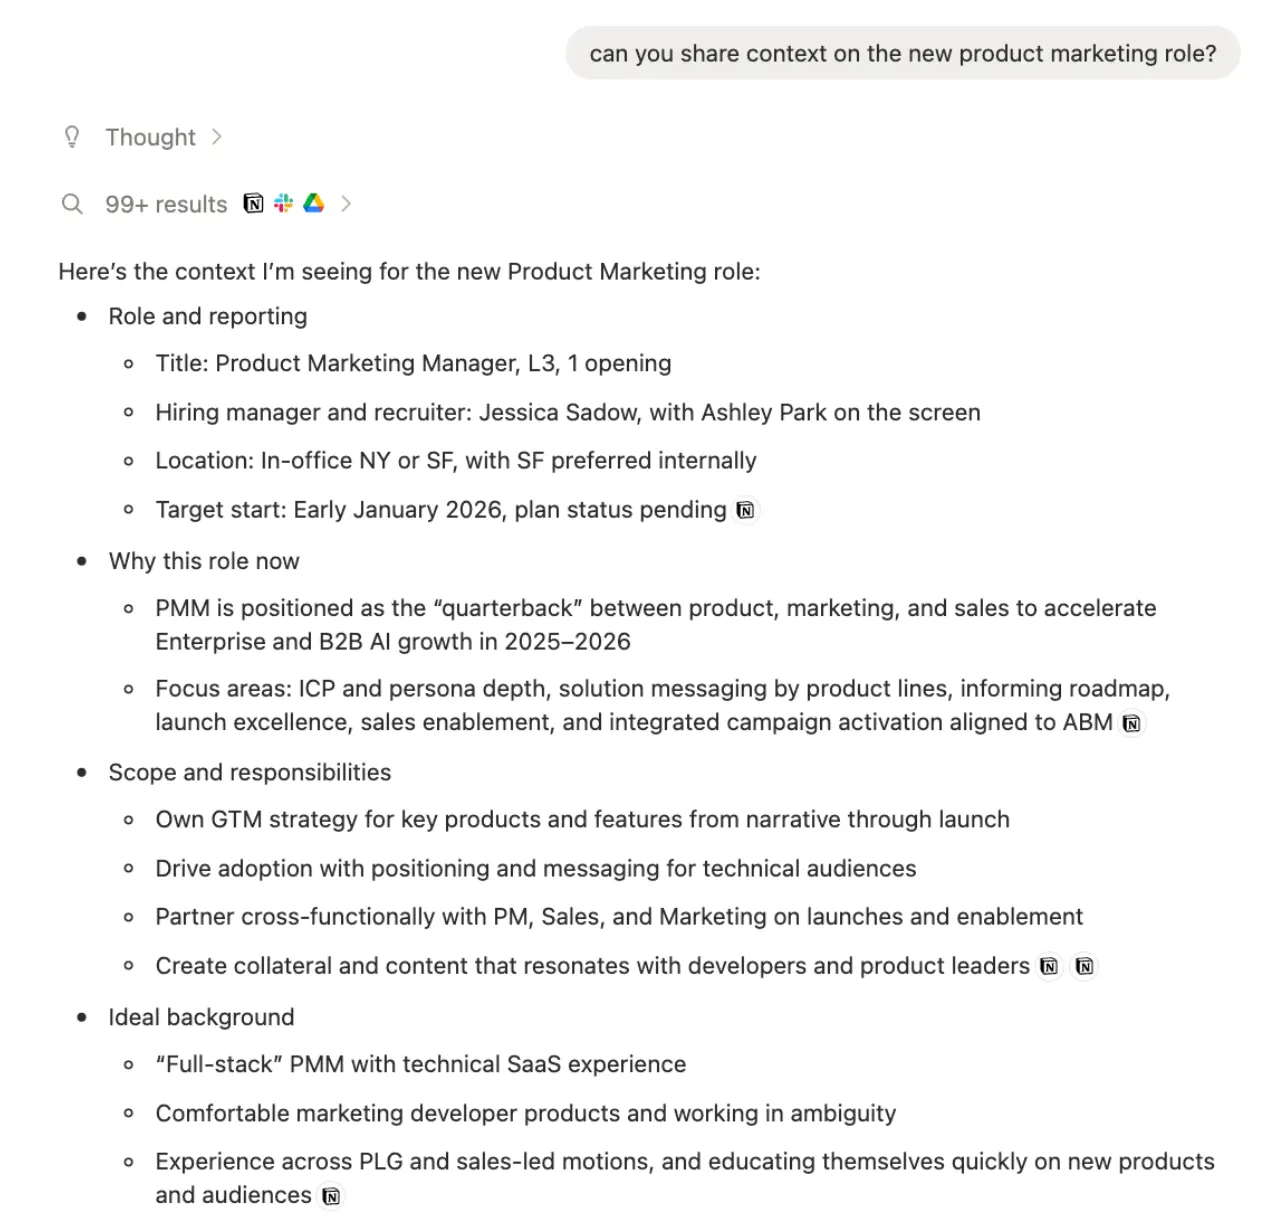 can you share context on the new product marketing role?
Thought
99+ results
Here’s the context I’m seeing for the new Product Marketing role:
Role and reporting
Title: Product Marketing Manager, L3, 1 opening
Hiring manager and recruiter: Jessica Sadow, with Ashley Park on the screen
Location: In-office NY or SF, with SF preferred internally
Target start: Early January 2026, plan status pending
Why this role now
PMM is positioned as the “quarterback” between product, marketing, and sales to accelerate
Enterprise and B2B AI growth in 2025–2026
Focus areas: ICP and persona depth, solution messaging by product lines, informing roadmap,
launch excellence, sales enablement, and integrated campaign activation aligned to ABM
Scope and responsibilities
Own GTM strategy for key products and features from narrative through launch
Drive adoption with positioning and messaging for technical audiences
Partner cross-functionally with PM, Sales, and Marketing on launches and enablement
Create collateral and content that resonates with developers and product leaders
Ideal background
“Full-stack” PMM with technical SaaS experience
Comfortable marketing developer products and working in ambiguity
Experience across PLG and sales-led motions, and educating themselves quickly on new products
and audiences